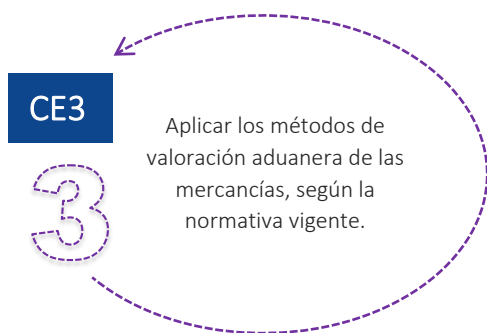 CE3
3
Aplicar los métodos de
valoración aduanera de las
mercancías, según la
normativa vigente.